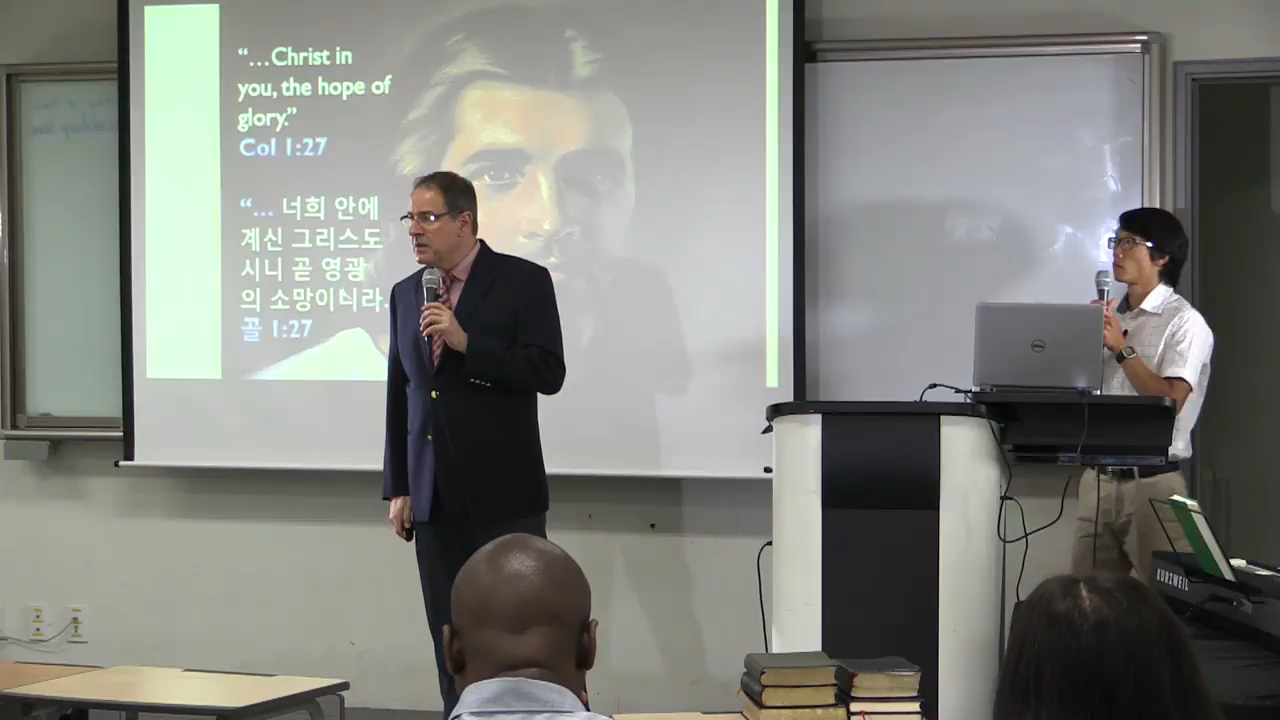 “...Christ in
you, the hope of
glory.”
Col 1:27
“... 너희 안에
계신 그리스도
시니 곧 영광
의 소망이니라.
골 1:27
DELL
KURZWEIL